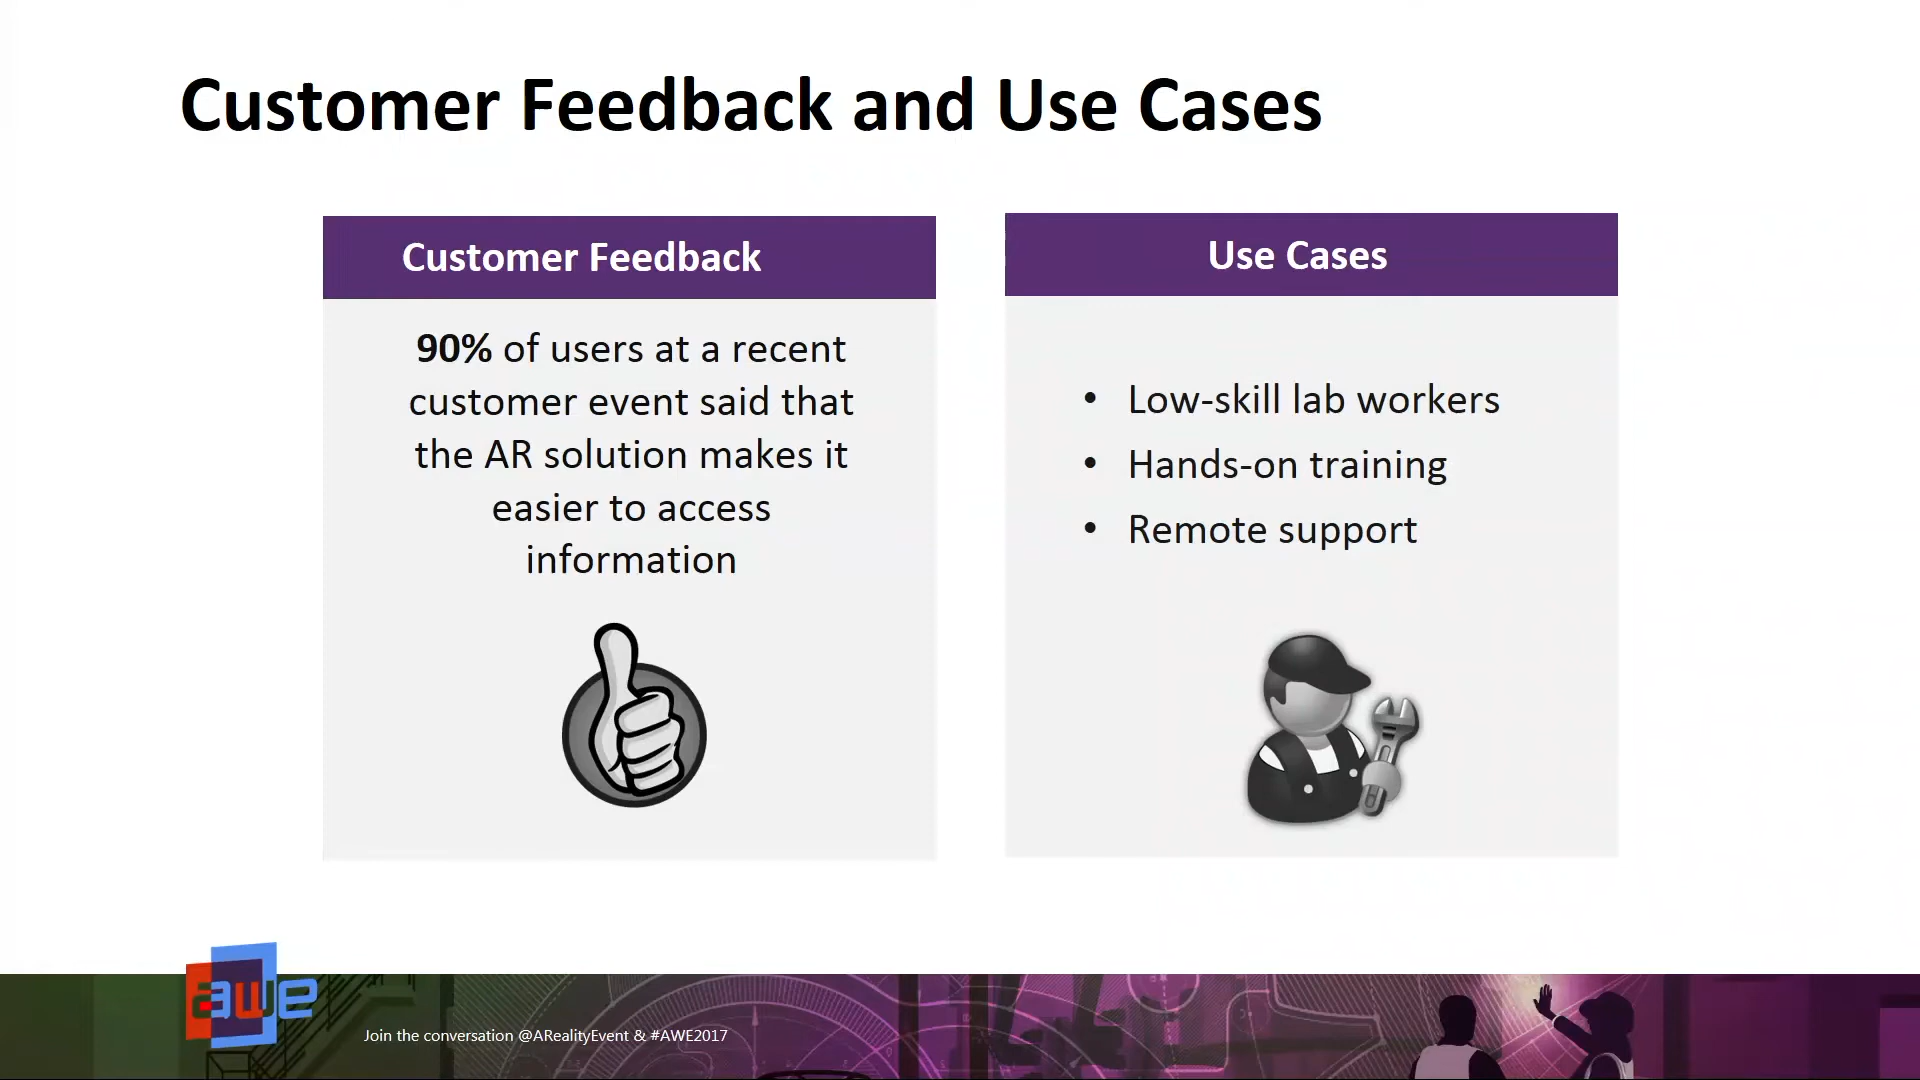 Customer Feedback and Use Cases
Customer Feedback
90% of users at a recent
customer event said that
the AR solution makes it
easier to access
information
Use Cases
• Low-skill lab workers
• Hands-on training
• Remote support
awe
Join the conversation @ARealityEvent & #AWE2017